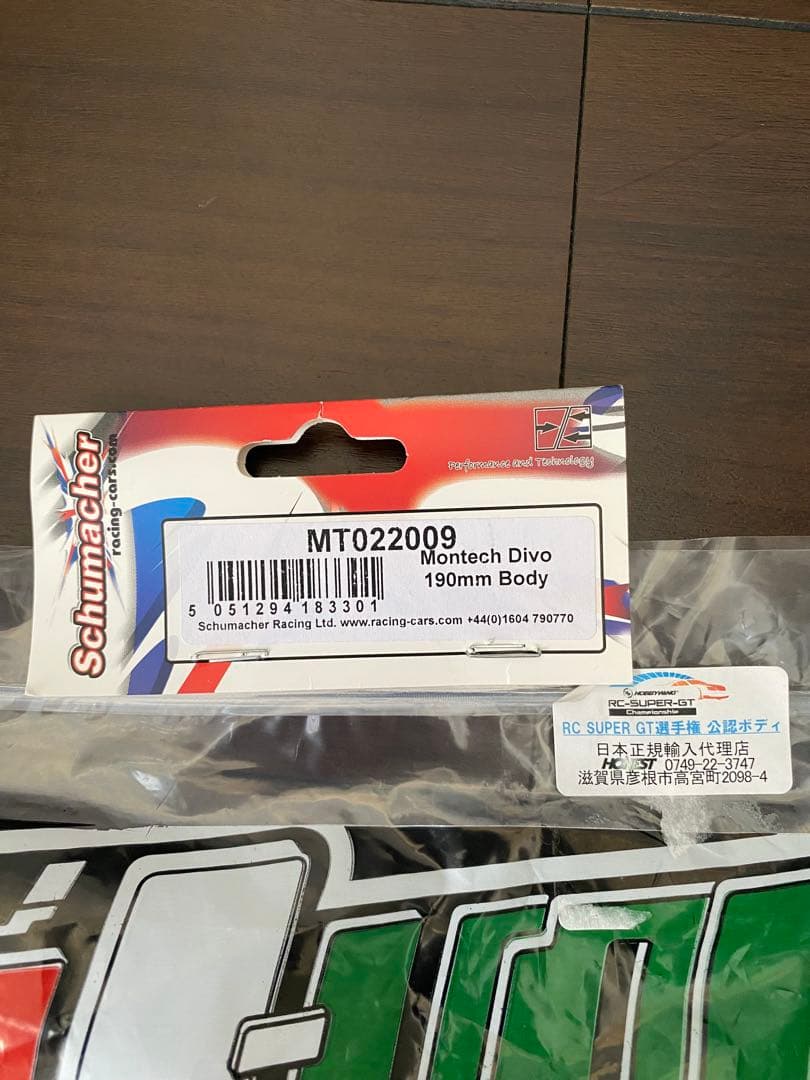 Schumacher
racing-cars.com
Performance and Technology
MT022009
Montech Divo
190mm Body
5 051294 183301
Schumacher Racing Ltd. www.racing-cars.com +44(0)1604 790770
HOBBYWING
RC-SUPER-GT
Championship
RC SUPER GT選手権 公認ボディ
日本正規輸入代理店
HONEST 0749-22-3747
滋賀県彦根市高宮町2098-4